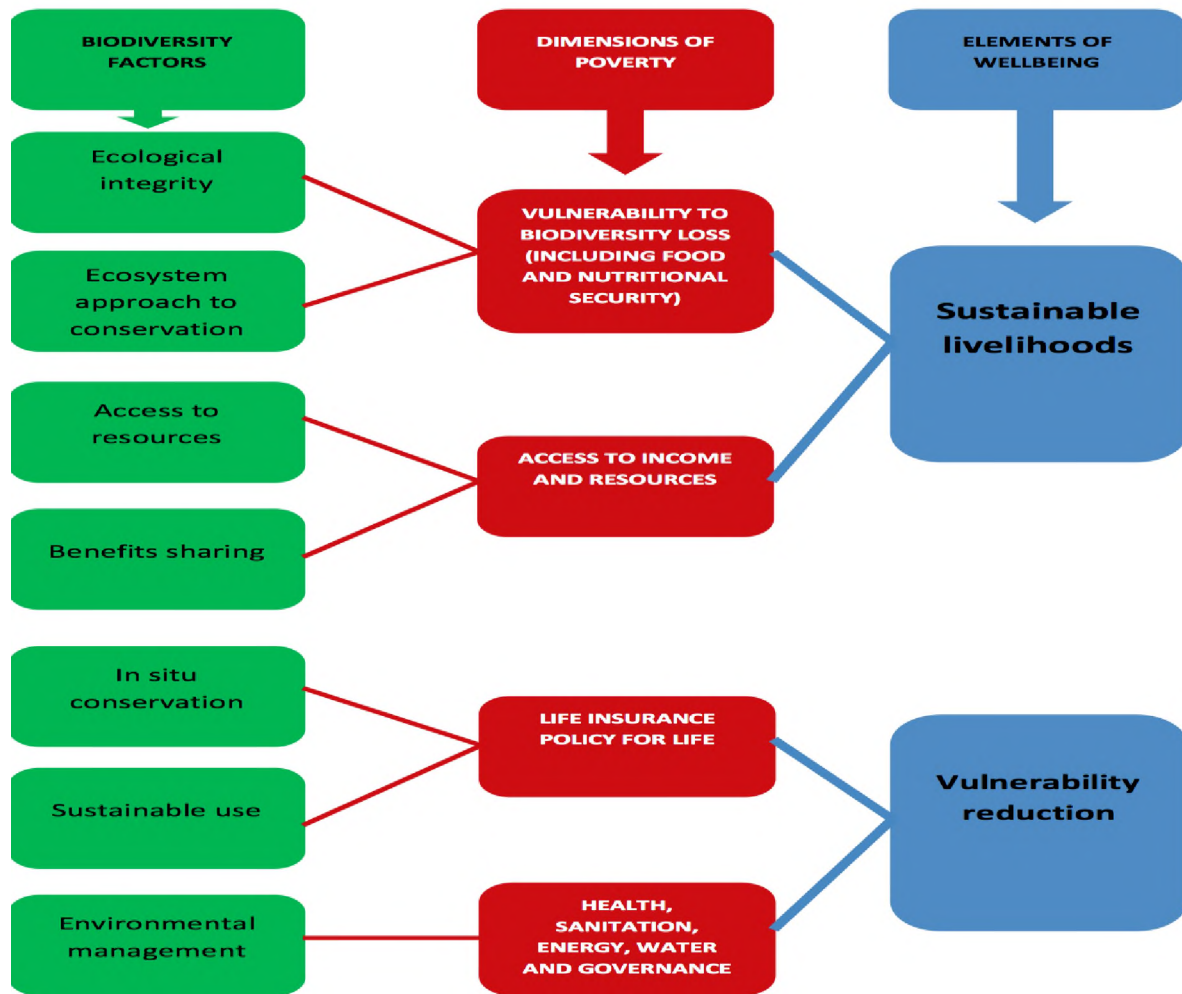 BIODIVERSITY
FACTORS
DIMENSIONS OF
POVERTY
ELEMENTS OF
WELLBEING
Ecological
integrity
Ecosystem
approach to
conservation
Access to
resources
Benefits sharing
In situ
conservation
Sustainable use
Environmental
management
VULNERABILITY TO
BIODIVERSITY LOSS
(INCLUDING FOOD
AND NUTRITIONAL
SECURITY)
ACCESS TO INCOME
AND RESOURCES
LIFE INSURANCE
POLICY FOR LIFE
HEALTH,
SANITATION,
ENERGY, WATER
AND GOVERNANCE
Sustainable
livelihoods
Vulnerability
reduction